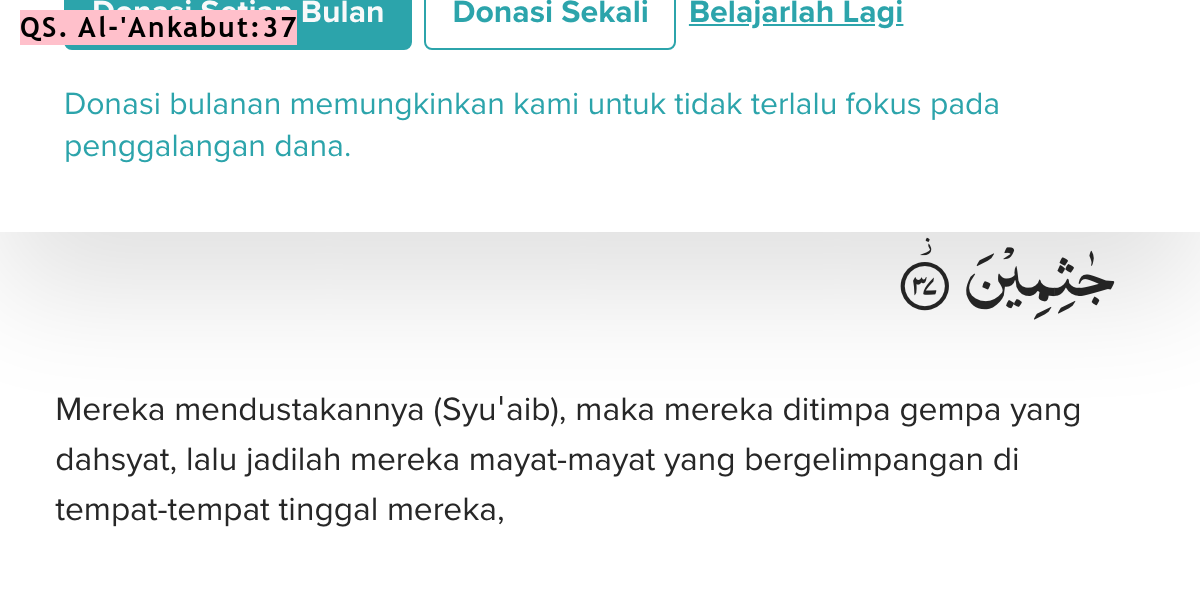 Donasi Setiap Bulan Donasi Sekali Belajarlah Lagi
QS. Al-'Ankabut:37
Donasi bulanan memungkinkan kami untuk tidak terlalu fokus pada
penggalangan dana.
جٰثِمِيْنَ ۙ ٣٧
Mereka mendustakannya (Syu'aib), maka mereka ditimpa gempa yang
dahsyat, lalu jadilah mereka mayat-mayat yang bergelimpangan di
tempat-tempat tinggal mereka,